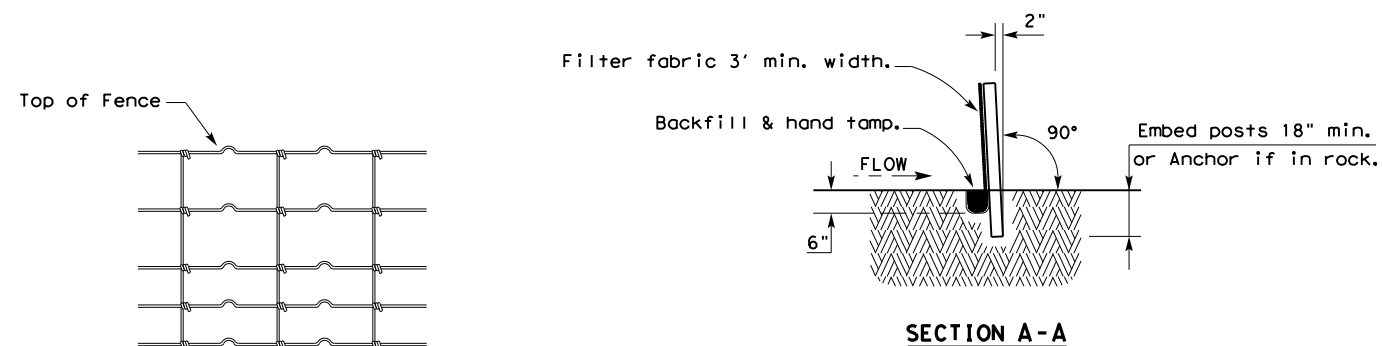 2"
Filter fabric 3' min. width.
Top of Fence
Backfill & hand tamp.
90°
Embed posts 18" min.
or Anchor if in rock.
FLOW
6"
SECTION A-A